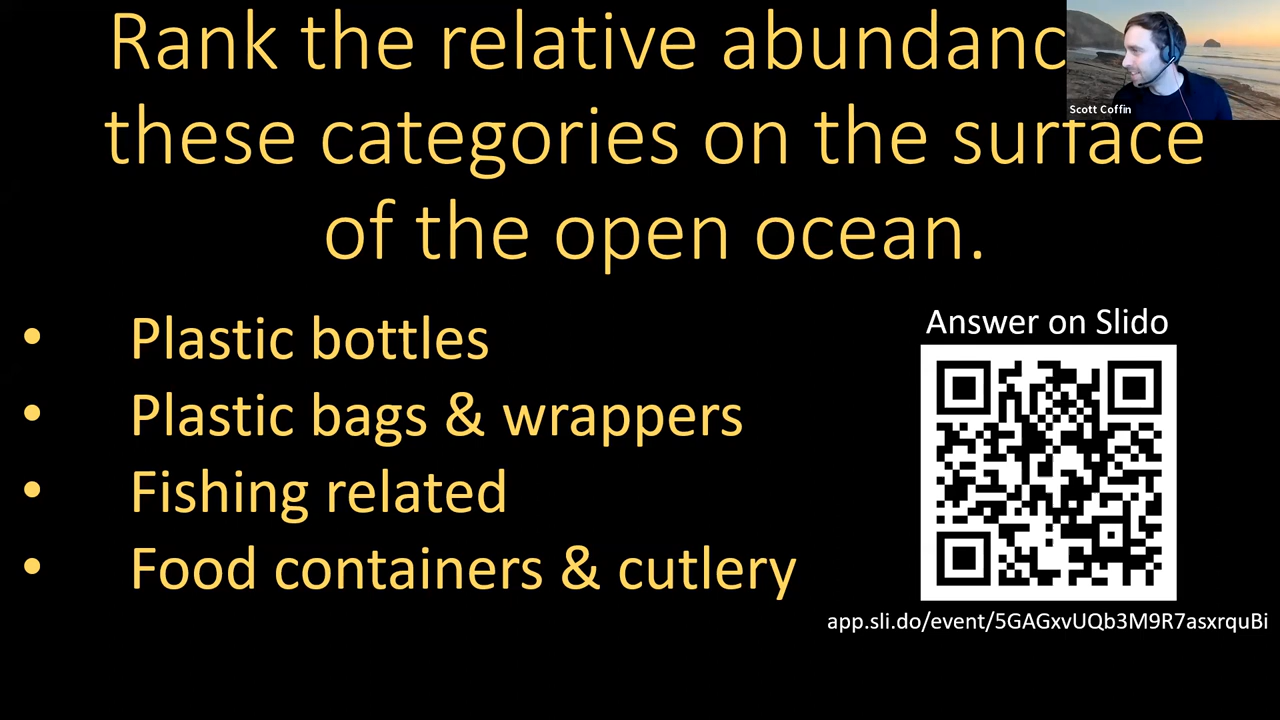 Rank the relative abundanc
these categories on the surface
of the open ocean.
Scott Coffin
• Plastic bottles
• Plastic bags & wrappers
• Fishing related
• Food containers & cutlery
Answer on Slido
app.sli.do/event/5GAGxvUQb3M9R7asxrquBi